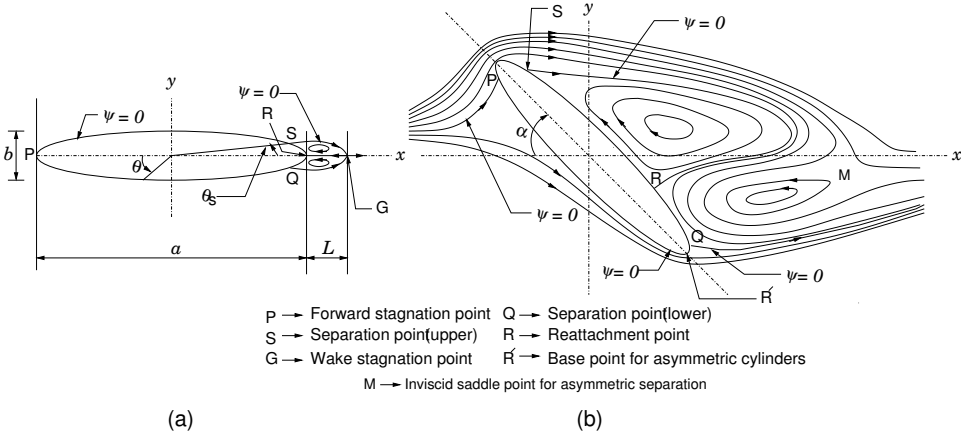 y
ψ=0
ψ=0
R
S
P
b
θ
θs
Q
x
G
a
L
(a)
y
S
ψ=0
P
α
x
ψ=0
R
M
Q
ψ=0
ψ=0
R´
P → Forward stagnation point
Q → Separation point(lower)
S → Separation point(upper)
R → Reattachment point
G → Wake stagnation point
R´ → Base point for asymmetric cylinders
M → Inviscid saddle point for asymmetric separation
(b)